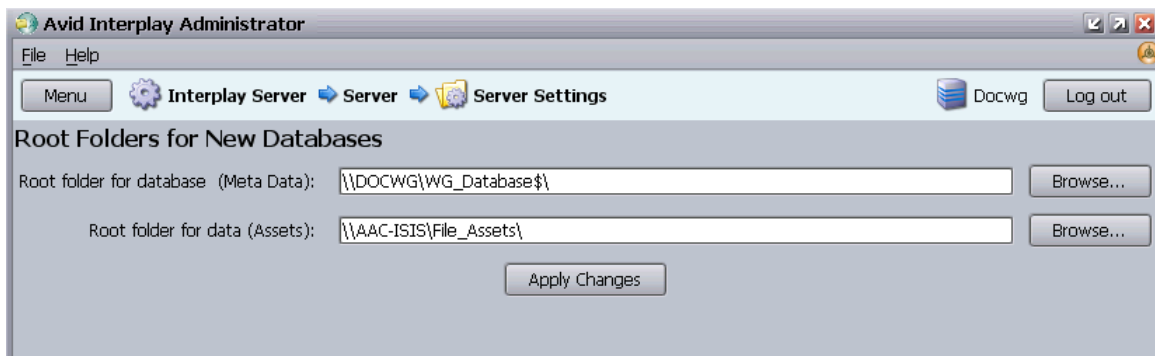 Avid Interplay Administrator
File Help
Menu Interplay Server Server Server Settings Docwg Log out
Root Folders for New Databases
Root folder for database (Meta Data): \\DOCWG\WG_Database$\ Browse...
Root folder for data (Assets): \\AAC-ISIS\File_Assets\ Browse...
Apply Changes